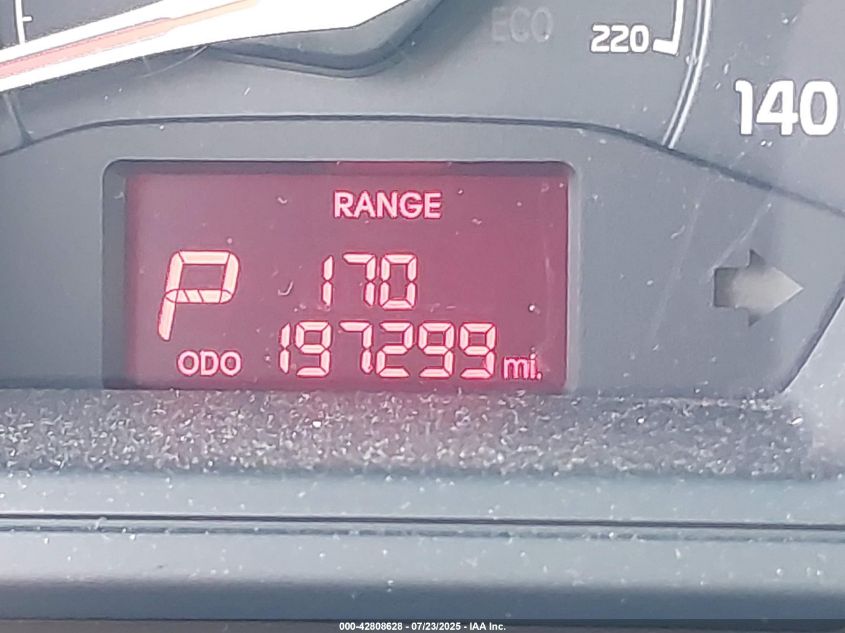 ECO
220
140
RANGE
P 170
ODO 197299 mi.
000-42808628 - 07/23/2025 - IAA Inc.